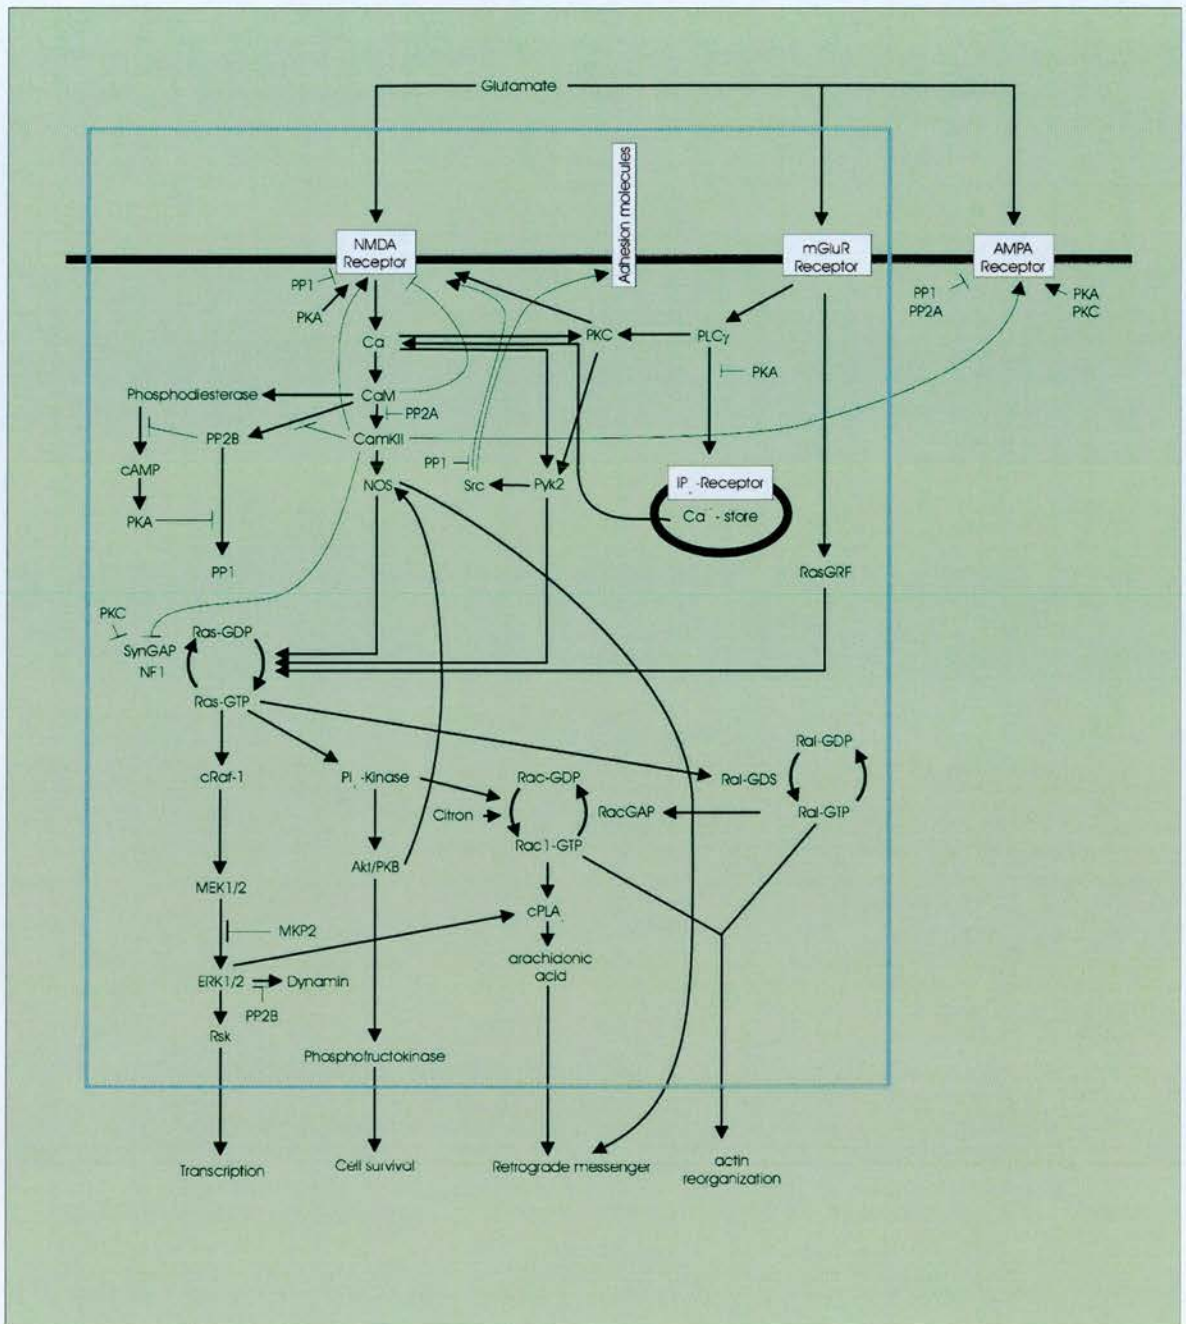 Glutamate
Adhesion molecules
NMDA
Receptor
mGluR
Receptor
AMPA
Receptor
PP1
PKA
PP1
PP2A
PKA
PKC
Ca
PKC
PLCγ
PKA
Phosphodiesterase
CaM
PP2A
PP2B
CamKII
cAMP
PP1
Src
Pyk2
NOS
IP -Receptor
Ca - store
PKA
PP1
RasGRF
PKC
SynGAP
NF1
Ras-GDP
Ras-GTP
Ral-GDP
cRaf-1
PI -Kinase
Rac-GDP
Ral-GDS
Citron
RacGAP
Ral-GTP
Rac1-GTP
Akt/PKB
MEK1/2
cPLA
MKP2
arachidonic
acid
ERK1/2
Dynamin
PP2B
Rsk
Phosphofructokinase
Transcription
Cell survival
Retrograde messenger
actin
reorganization